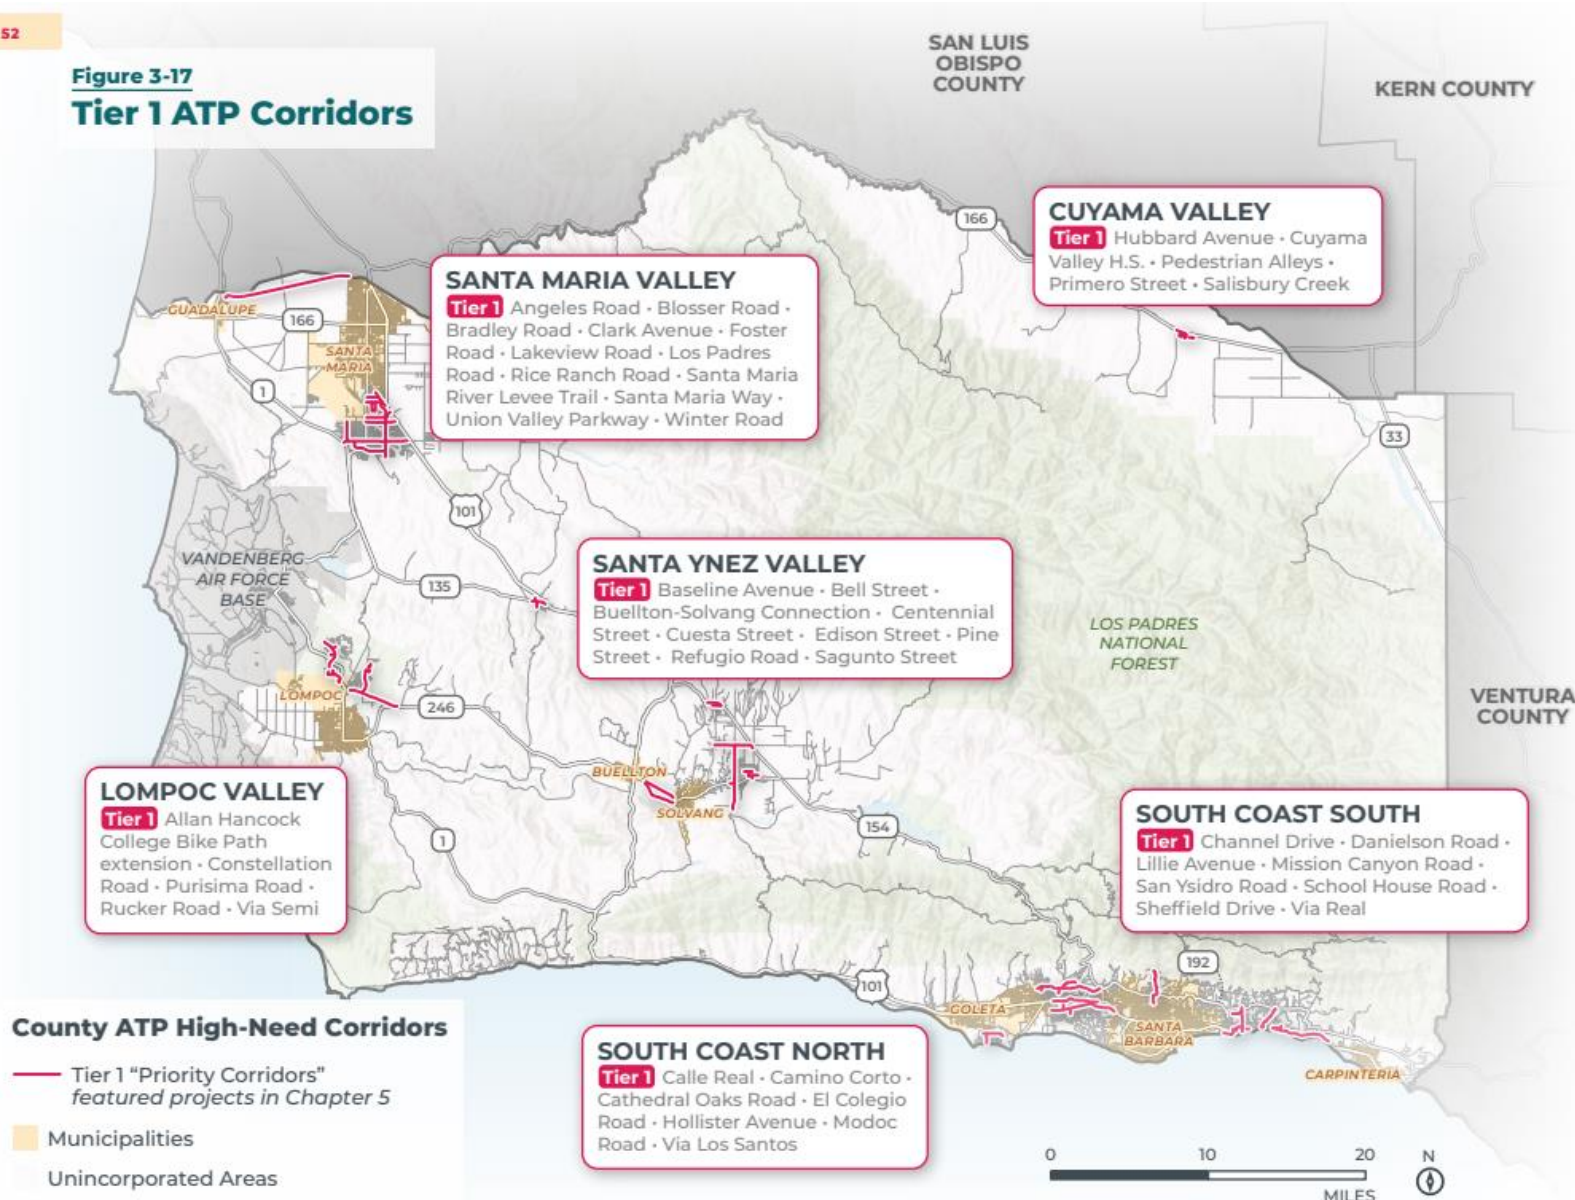 52
Figure 3-17
Tier 1 ATP Corridors
SAN LUIS
OBISPO
COUNTY
KERN COUNTY
166
CUYAMA VALLEY
Tier 1 Hubbard Avenue • Cuyama
Valley H.S. • Pedestrian Alleys •
Primero Street • Salisbury Creek
SANTA MARIA VALLEY
Tier 1 Angeles Road • Blosser Road •
Bradley Road • Clark Avenue • Foster
Road • Lakeview Road • Los Padres
Road • Rice Ranch Road • Santa Maria
River Levee Trail • Santa Maria Way •
Union Valley Parkway • Winter Road
GUADALUPE
166
SANTA
MARIA
1
33
101
VANDENBERG
AIR FORCE
BASE
135
SANTA YNEZ VALLEY
Tier 1 Baseline Avenue • Bell Street •
Buellton-Solvang Connection • Centennial
Street • Cuesta Street • Edison Street • Pine
Street • Refugio Road • Sagunto Street
LOS PADRES
NATIONAL
FOREST
LOMPOC
246
VENTURA
COUNTY
BUELLTON
SOLVANG
154
LOMPOC VALLEY
Tier 1 Allan Hancock
College Bike Path
extension • Constellation
Road • Purisima Road •
Rucker Road • Via Semi
1
SOUTH COAST SOUTH
Tier 1 Channel Drive • Danielson Road •
Lillie Avenue • Mission Canyon Road •
San Ysidro Road • School House Road •
Sheffield Drive • Via Real
192
101
GOLETA
SANTA
BARBARA
CARPINTERIA
SOUTH COAST NORTH
Tier 1 Calle Real • Camino Corto •
Cathedral Oaks Road • El Colegio
Road • Hollister Avenue • Modoc
Road • Via Los Santos
County ATP High-Need Corridors
Tier 1 “Priority Corridors”
featured projects in Chapter 5
Municipalities
Unincorporated Areas
0 10 20
MILES
N